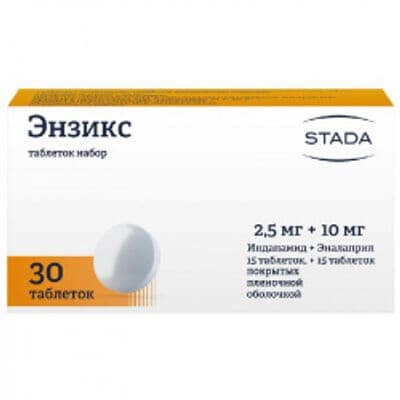 Энзикс
таблеток набор
STADA
2,5 мг + 10 мг
Индапамид + Эналаприл
15 таблеток, + 15 таблеток
покрытых
пленочной
оболочкой
30
таблеток